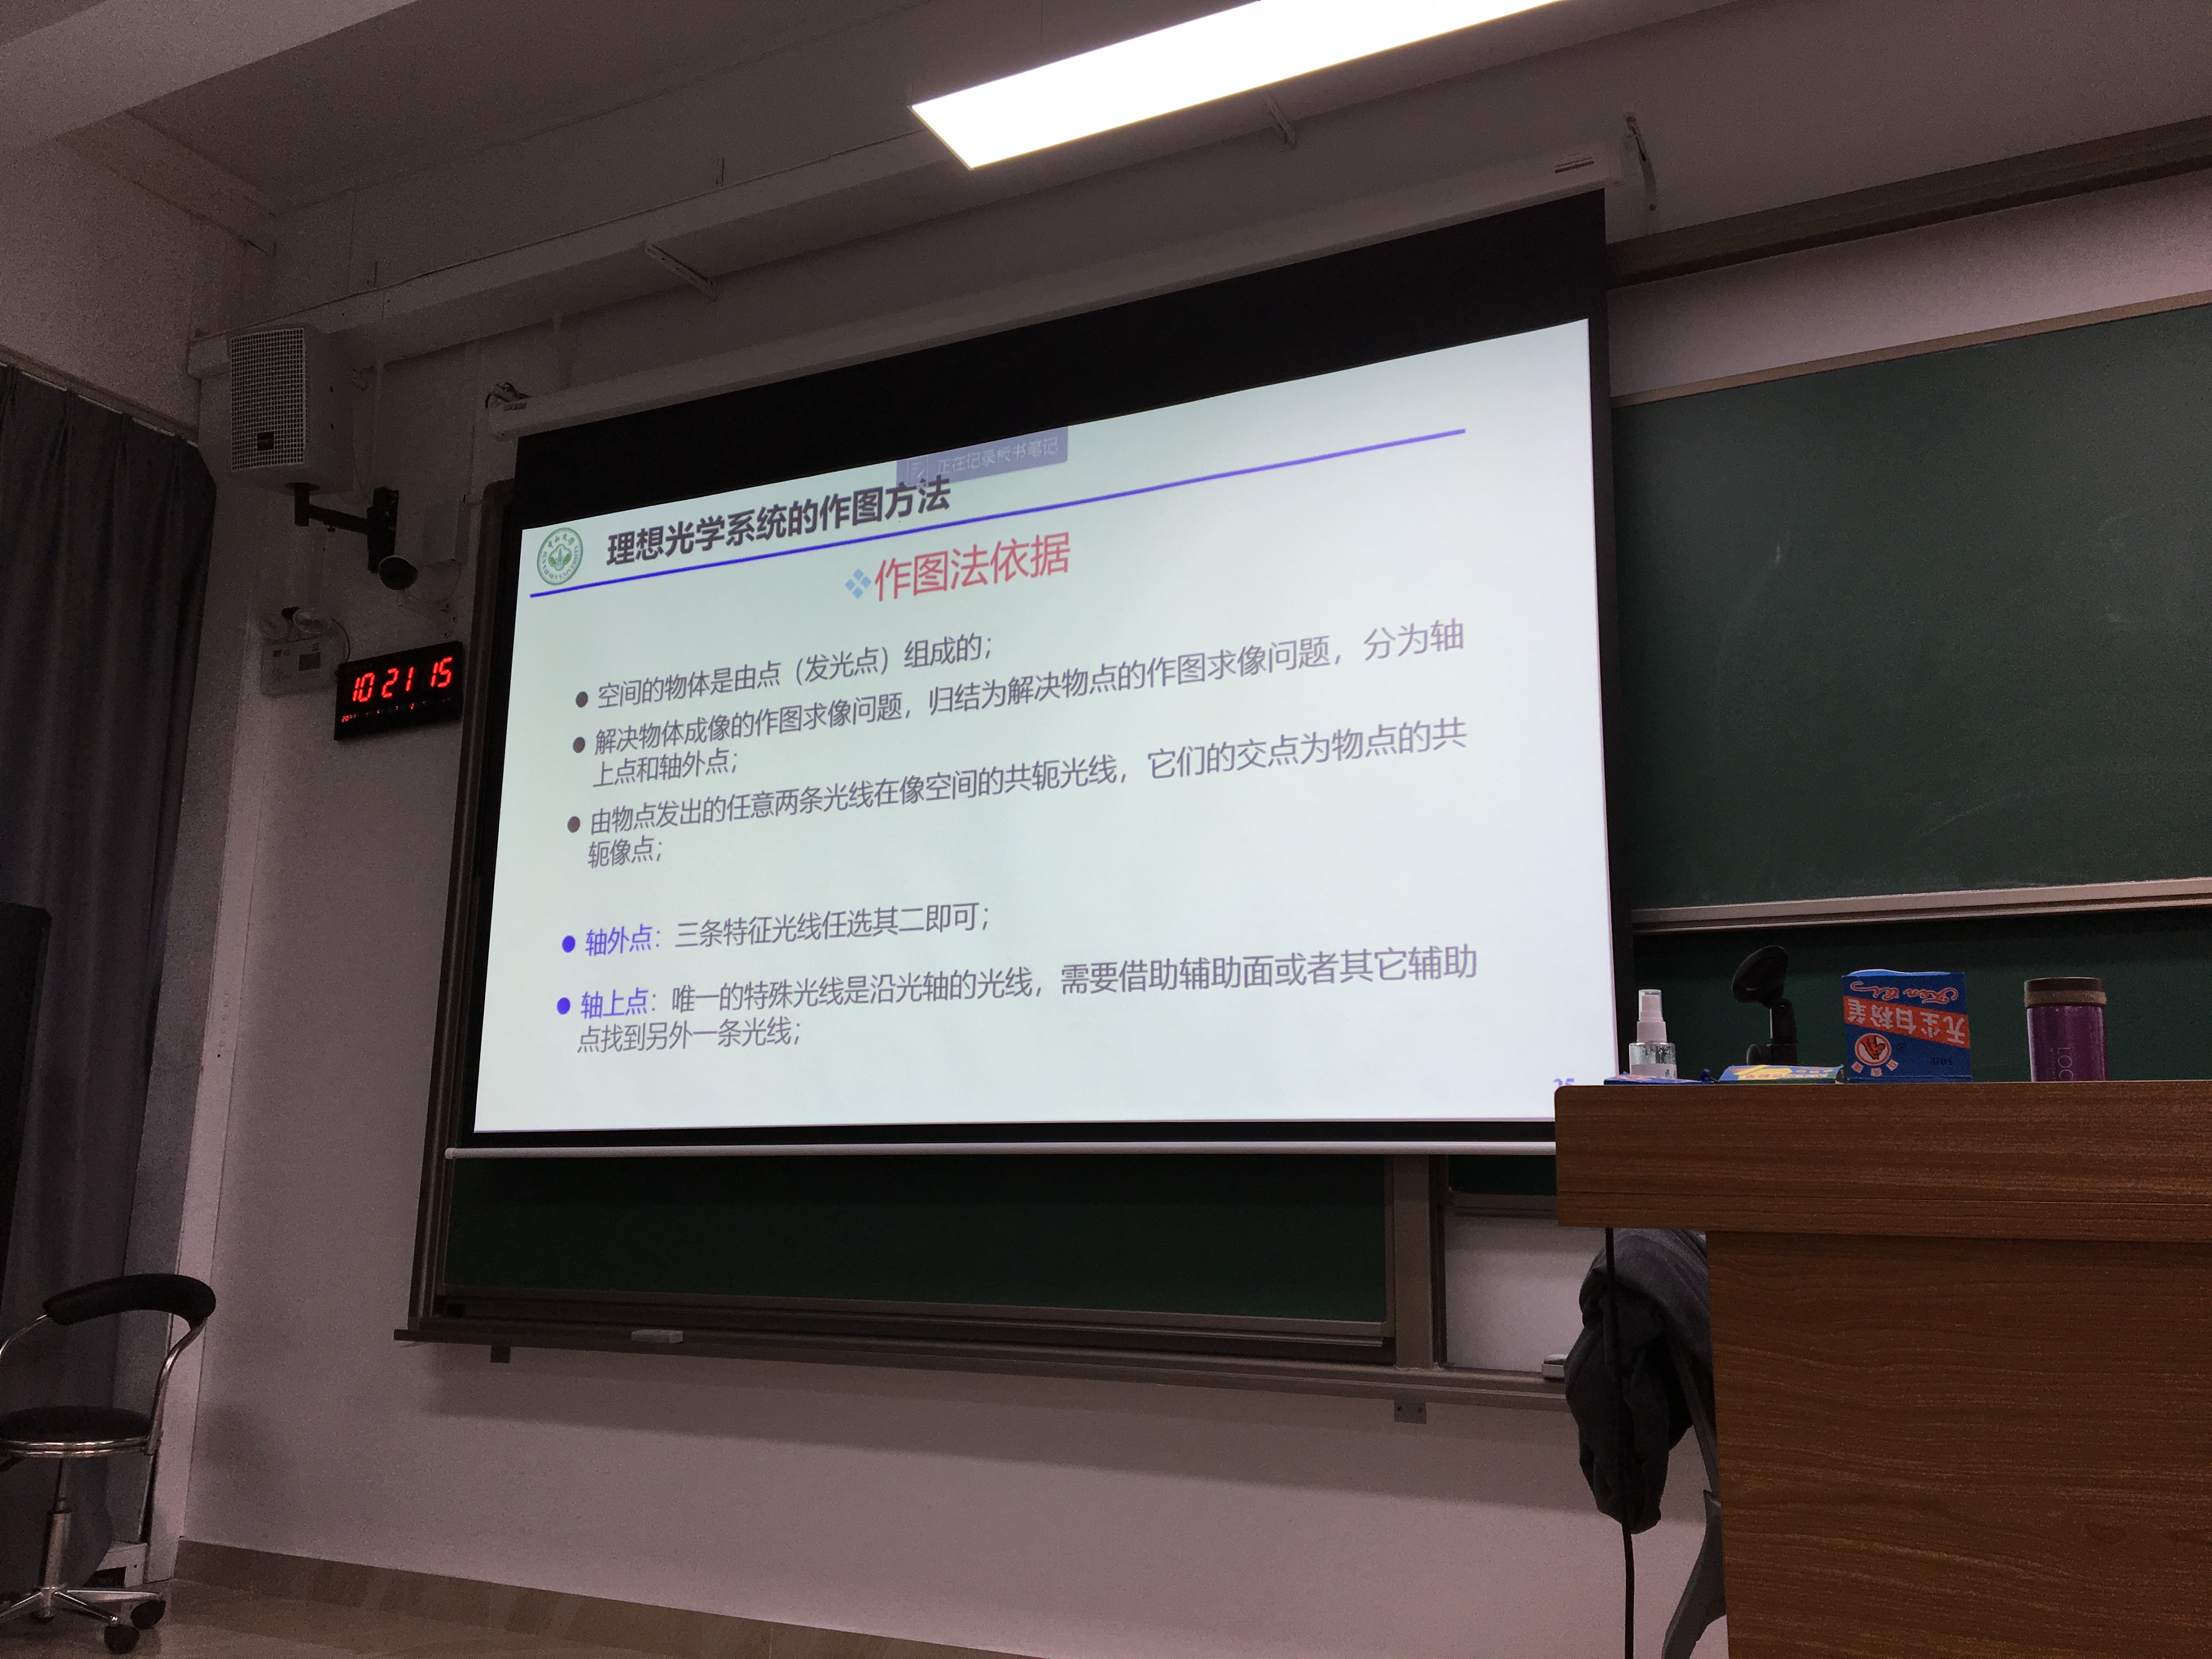 正在记录板书笔记
理想光学系统的作图方法
作图法依据
空间的物体是由点（发光点）组成的；
解决物体成像的作图求像问题，归结为解决物点的作图求像问题，分为轴
上点和轴外点；
由物点发出的任意两条光线在像空间的共轭光线，它们的交点为物点的共
轭像点；
轴外点：三条特征光线任选其二即可；
轴上点：唯一的特殊光线是沿光轴的光线，需要借助辅助面或者其它辅助
点找到另外一条光线；
10 21 15
无尘白粉笔
LOC